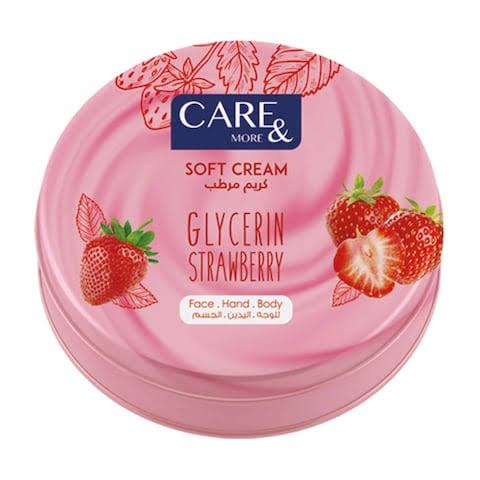 CARE &
MORE
SOFT CREAM
كريم مرطب
GLYCERIN
STRAWBERRY
Face . Hand . Body
للوجه . اليدين . الجسم